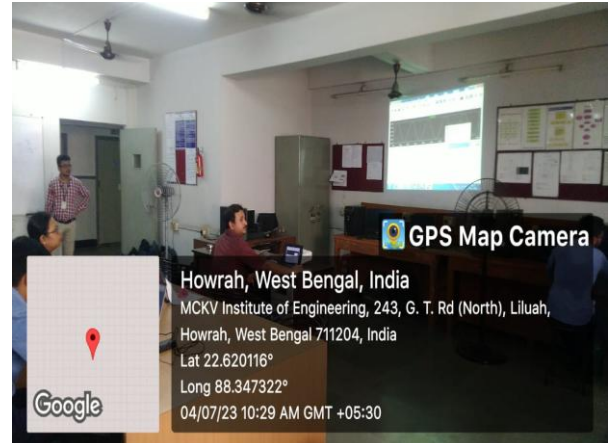 GPS Map Camera
Howrah, West Bengal, India
MCKV Institute of Engineering, 243, G. T. Rd (North), Liluah,
Howrah, West Bengal 711204, India
Lat 22.620116°
Long 88.347322°
04/07/23 10:29 AM GMT +05:30
Google